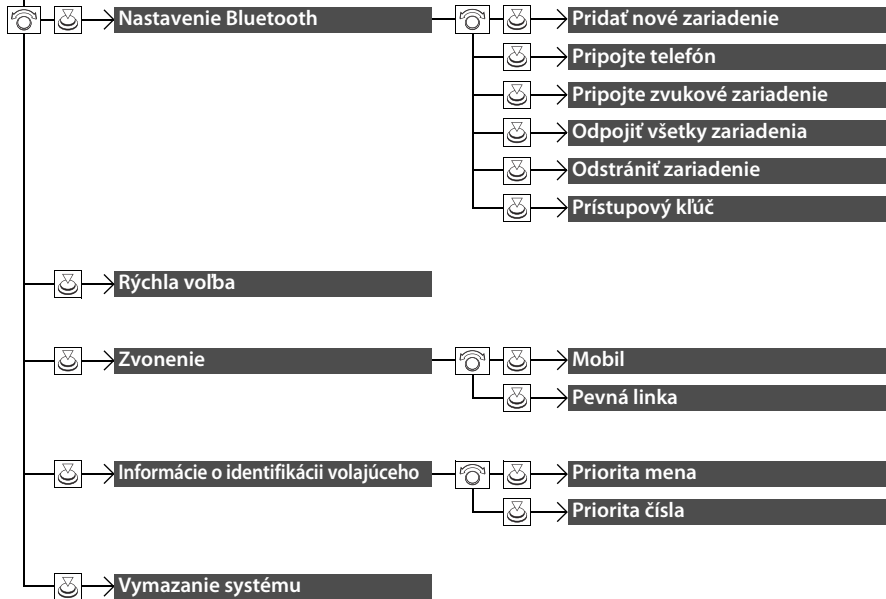 Nastavenie Bluetooth
Pridať nové zariadenie
Pripojte telefón
Pripojte zvukové zariadenie
Odpojiť všetky zariadenia
Odstrániť zariadenie
Prístupový kľúč
Rýchla voľba
Zvonenie
Mobil
Pevná linka
Informácie o identifikácii volajúceho
Priorita mena
Priorita čísla
Vymazanie systému